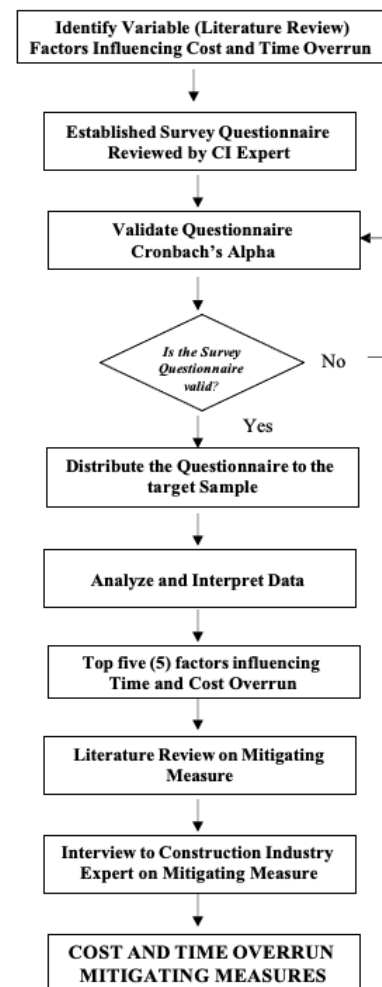 Identify Variable (Literature Review)
Factors Influencing Cost and Time Overrun
Established Survey Questionnaire
Reviewed by CI Expert
Validate Questionnaire
Cronbach's Alpha
Is the Survey
Questionnaire
valid?
No
Yes
Distribute the Questionnaire to the
target Sample
Analyze and Interpret Data
Top five (5) factors influencing
Time and Cost Overrun
Literature Review on Mitigating
Measure
Interview to Construction Industry
Expert on Mitigating Measure
COST AND TIME OVERRUN
MITIGATING MEASURES